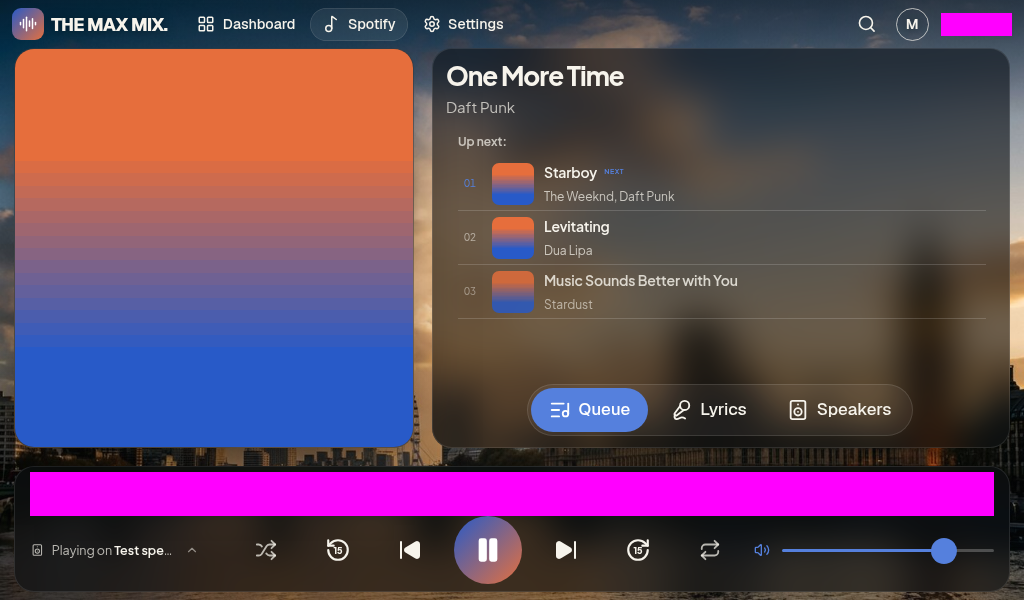 THE MAX MIX.
Dashboard
Spotify
Settings
M
One More Time
Daft Punk
Up next:
01
Starboy NEXT
The Weeknd, Daft Punk
02
Levitating
Dua Lipa
03
Music Sounds Better with You
Stardust
Queue
Lyrics
Speakers
Playing on Test spe...
15
15